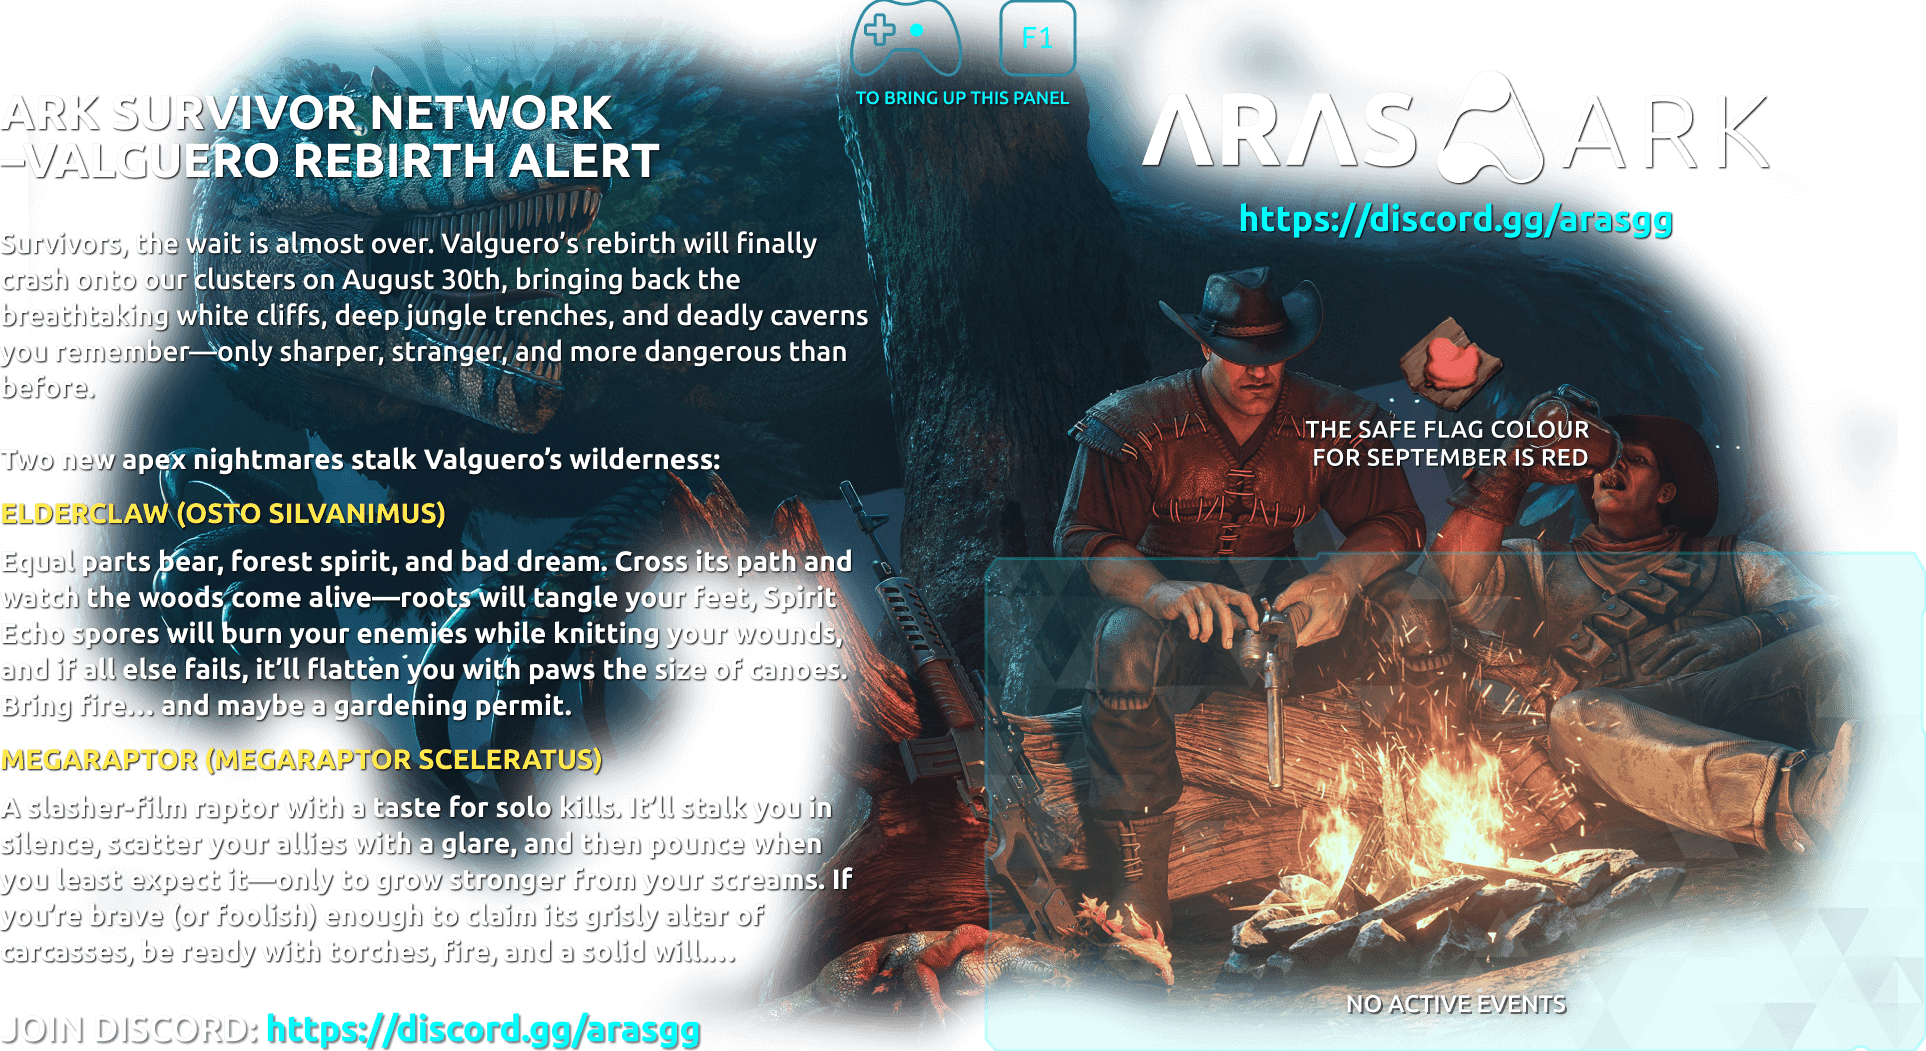 F1
TO BRING UP THIS PANEL
ARK SURVIVOR NETWORK
–VALGUERO REBIRTH ALERT
Survivors, the wait is almost over. Valguero’s rebirth will finally
crash onto our clusters on August 30th, bringing back the
breathtaking white cliffs, deep jungle trenches, and deadly caverns
you remember—only sharper, stranger, and more dangerous than
before.
Two new apex nightmares stalk Valguero’s wilderness:
ELDERCLAW (OSTO SILVANIMUS)
Equal parts bear, forest spirit, and bad dream. Cross its path and
watch the woods come alive—roots will tangle your feet, Spirit
Echo spores will burn your enemies while knitting your wounds,
and if all else fails, it’ll flatten you with paws the size of canoes.
Bring fire… and maybe a gardening permit.
MEGARAPTOR (MEGARAPTOR SCELERATUS)
A slasher-film raptor with a taste for solo kills. It’ll stalk you in
silence, scatter your allies with a glare, and then pounce when
you least expect it—only to grow stronger from your screams. If
you’re brave (or foolish) enough to claim its grisly altar of
carcasses, be ready with torches, fire, and a solid will....
JOIN DISCORD: https://discord.gg/arasgg
ARAS ARK
https://discord.gg/arasgg
THE SAFE FLAG COLOUR
FOR SEPTEMBER IS RED
NO ACTIVE EVENTS